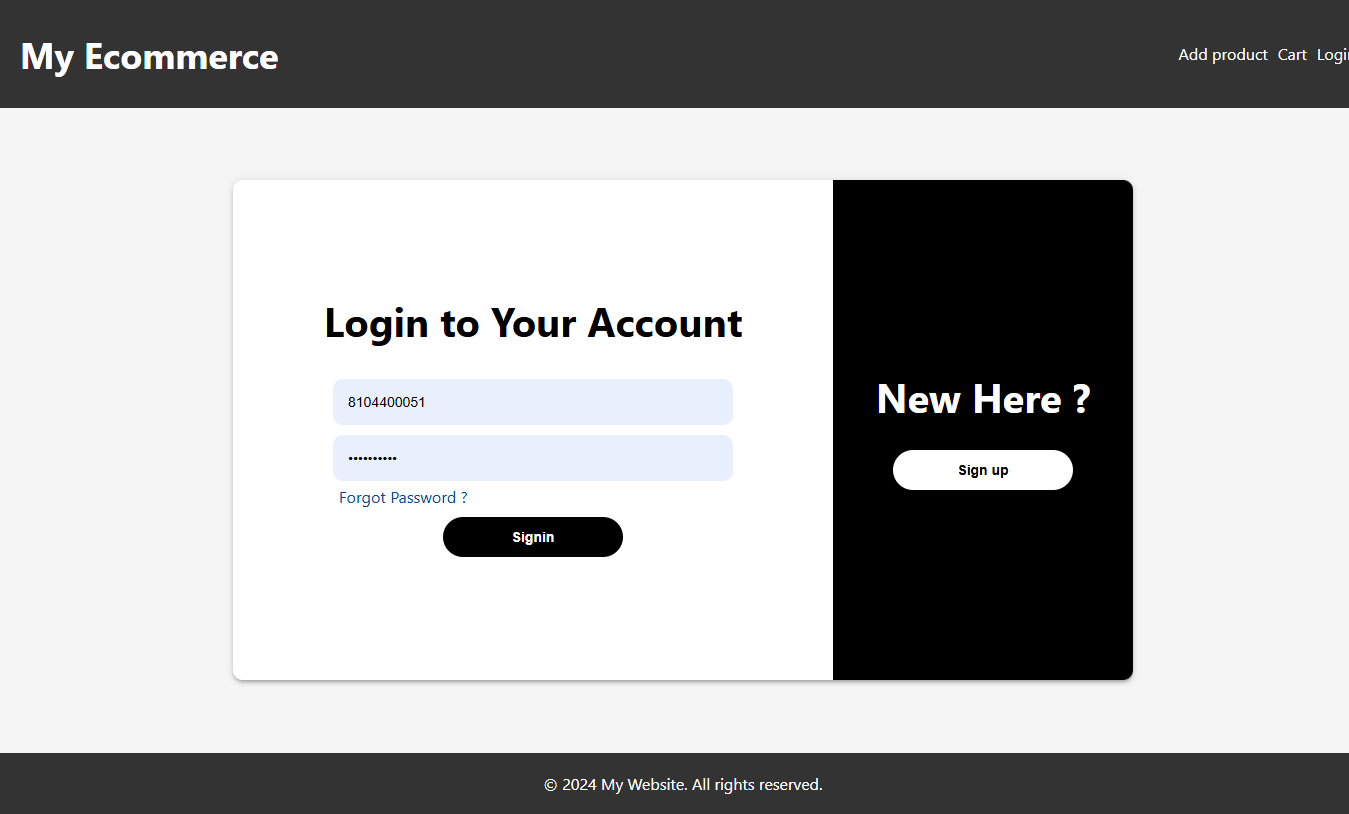 My Ecommerce
Add product Cart Logi
Login to Your Account
8104400051
••••••••••
Forgot Password ?
Signin
New Here ?
Sign up
© 2024 My Website. All rights reserved.